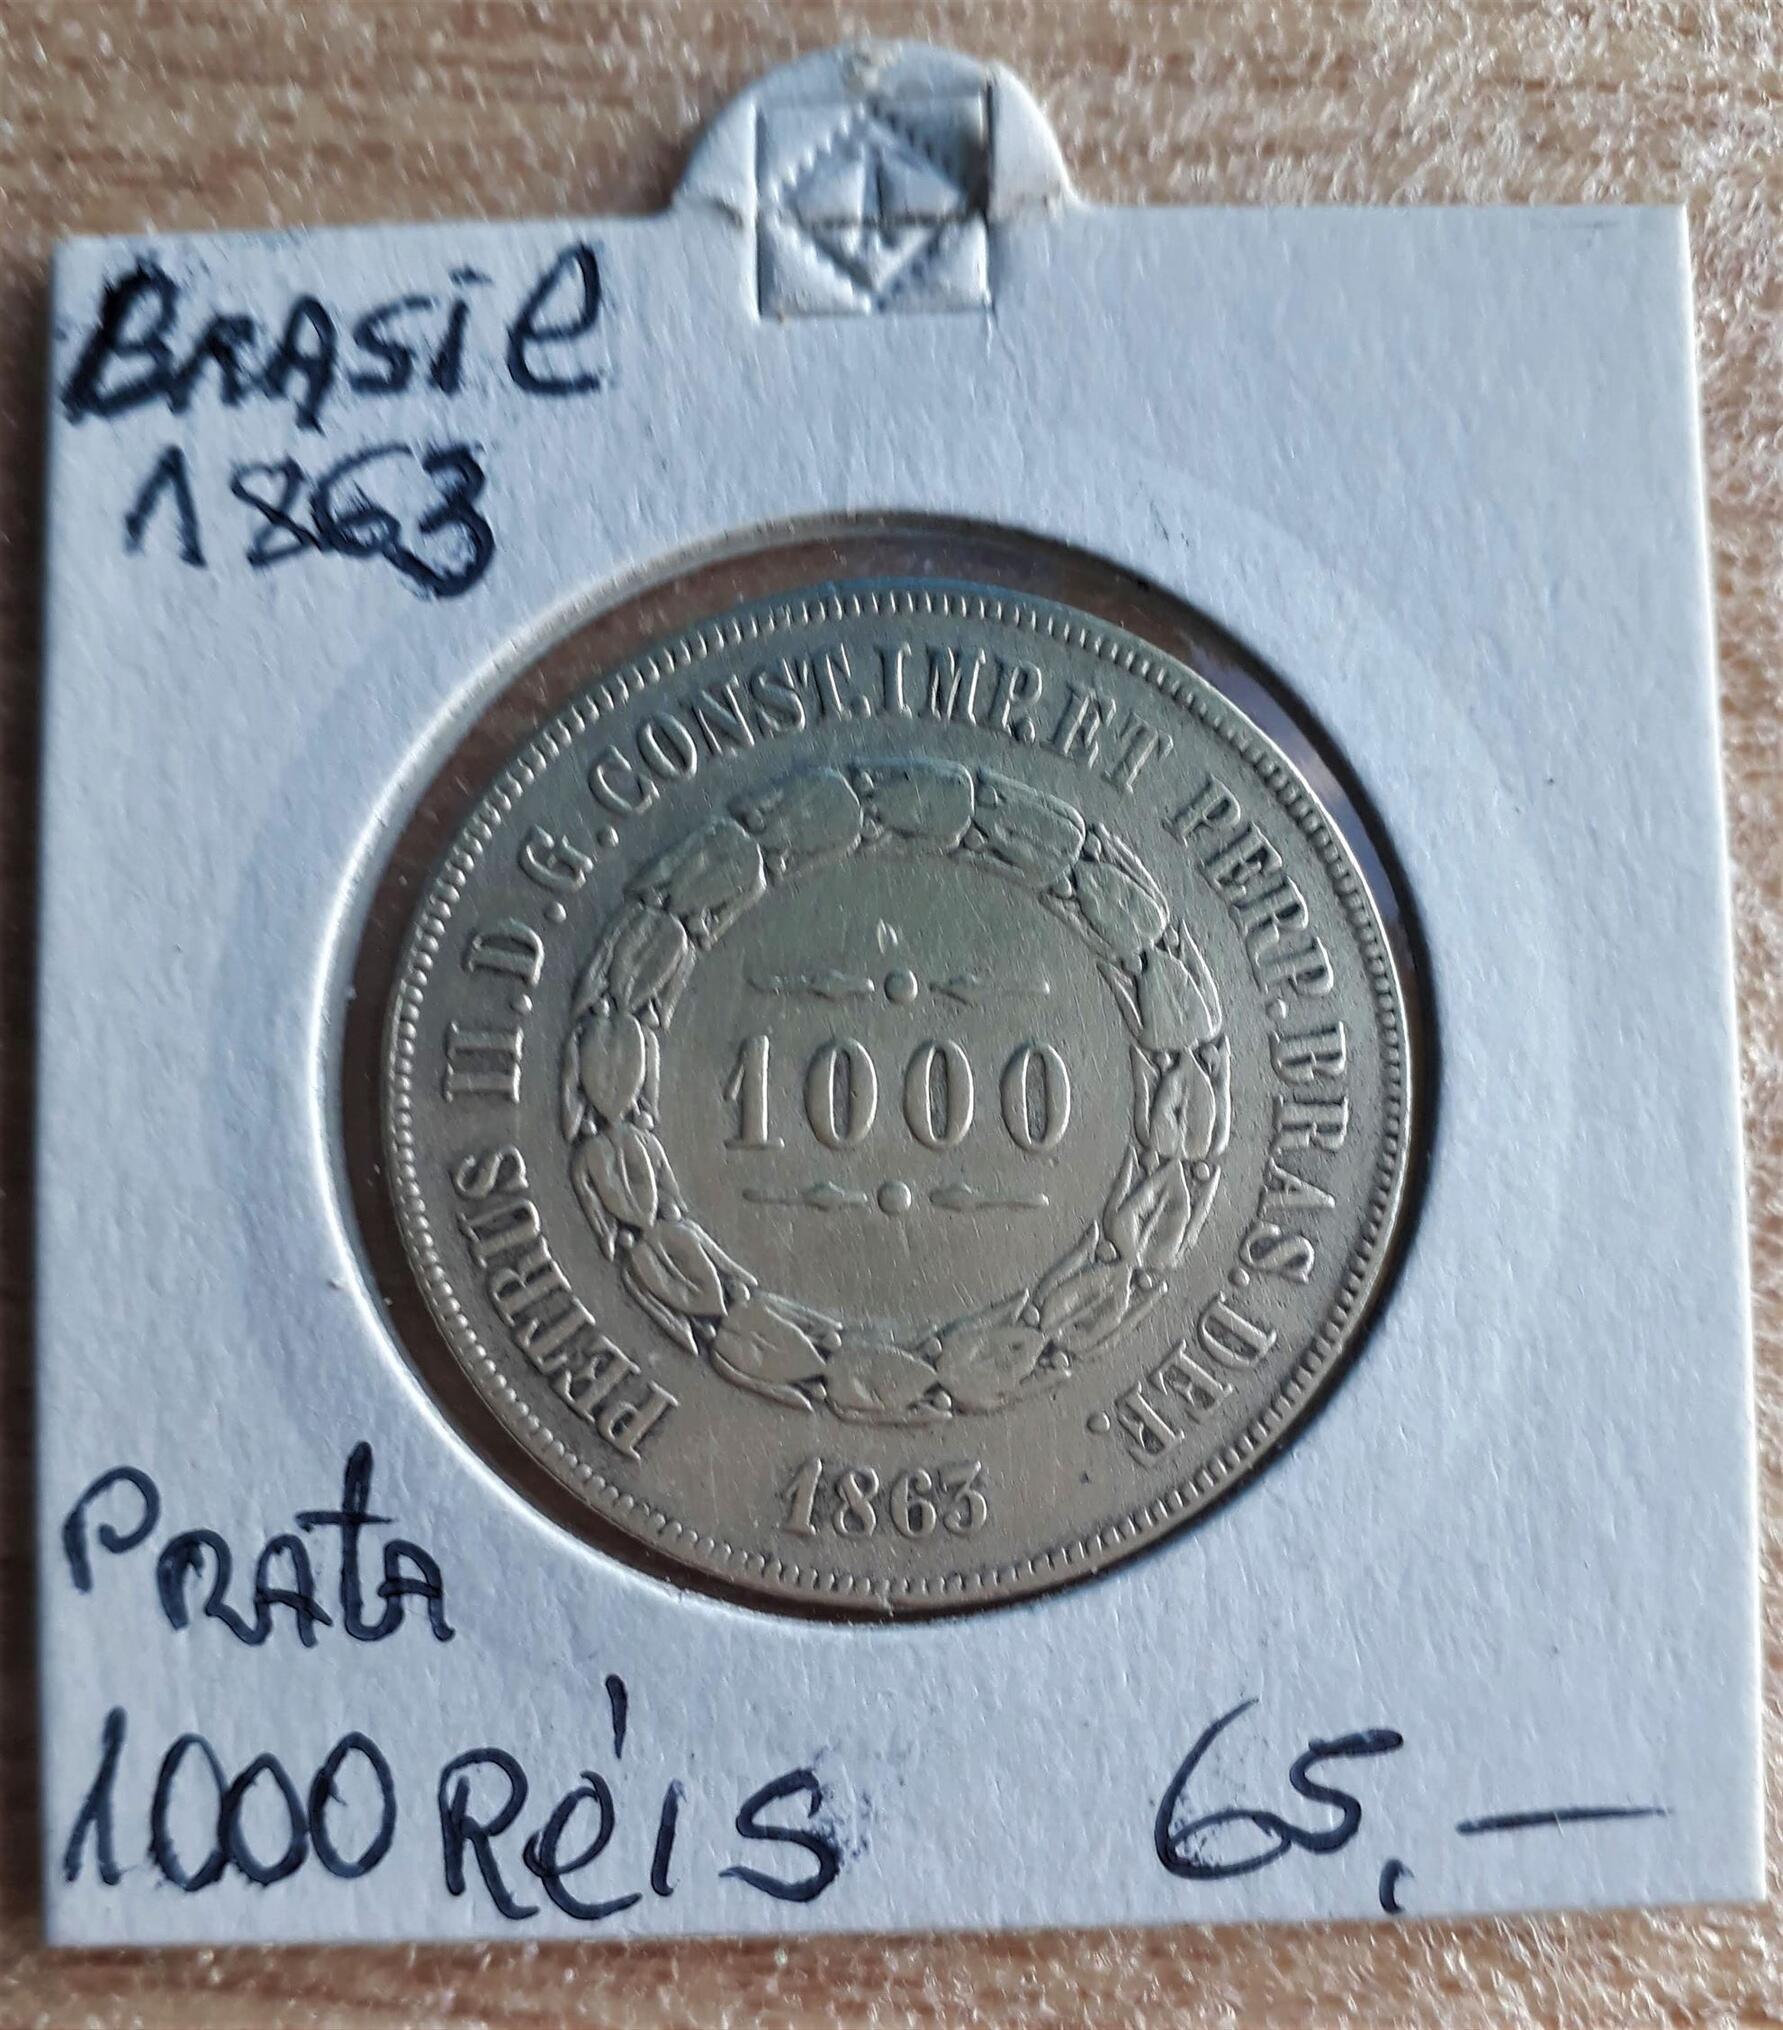 Brasil
1863
PETRUS II.D.G.CONST.IMP.ET PERP.BRAS.DEF.
1000
1863
PRATA
1000 Réis 65,—